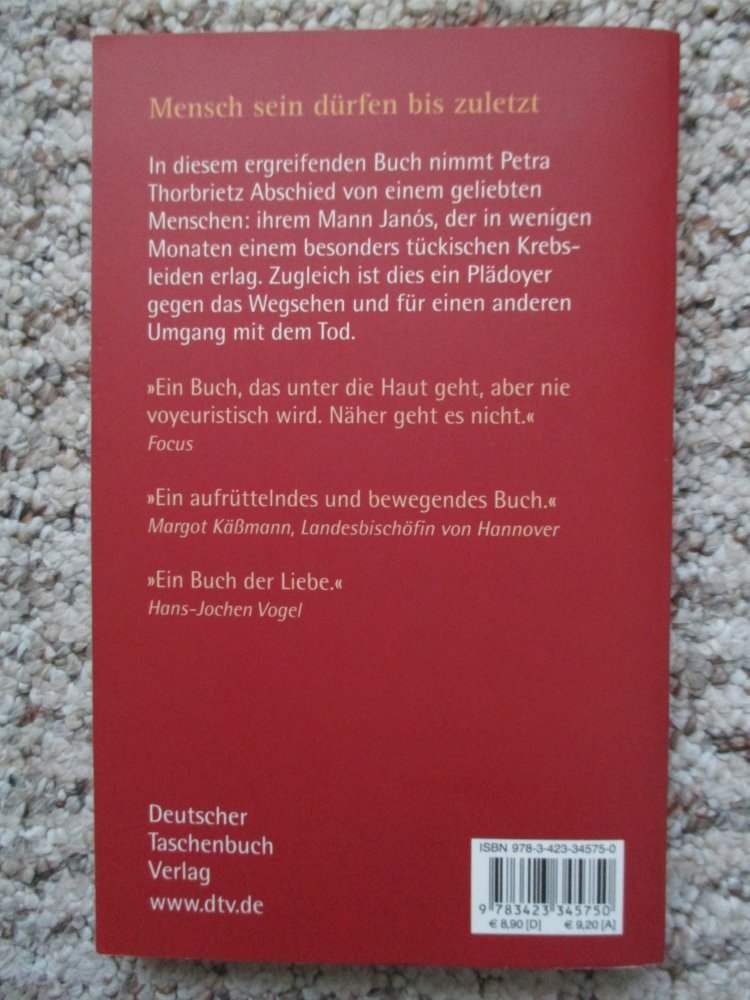 Mensch sein dürfen bis zuletzt
In diesem ergreifenden Buch nimmt Petra
Thorbrietz Abschied von einem geliebten
Menschen: ihrem Mann Janós, der in wenigen
Monaten einem besonders tückischen Krebs-
leiden erlag. Zugleich ist dies ein Plädoyer
gegen das Wegsehen und für einen anderen
Umgang mit dem Tod.
»Ein Buch, das unter die Haut geht, aber nie
voyeuristisch wird. Näher geht es nicht.«
Focus
»Ein aufrüttelndes und bewegendes Buch.«
Margot Käßmann, Landesbischöfin von Hannover
»Ein Buch der Liebe.«
Hans-Jochen Vogel
Deutscher
Taschenbuch
Verlag
www.dtv.de
ISBN 978-3-423-34575-0
9 783423 345750
€ 8,90 [D] € 9,20 [A]